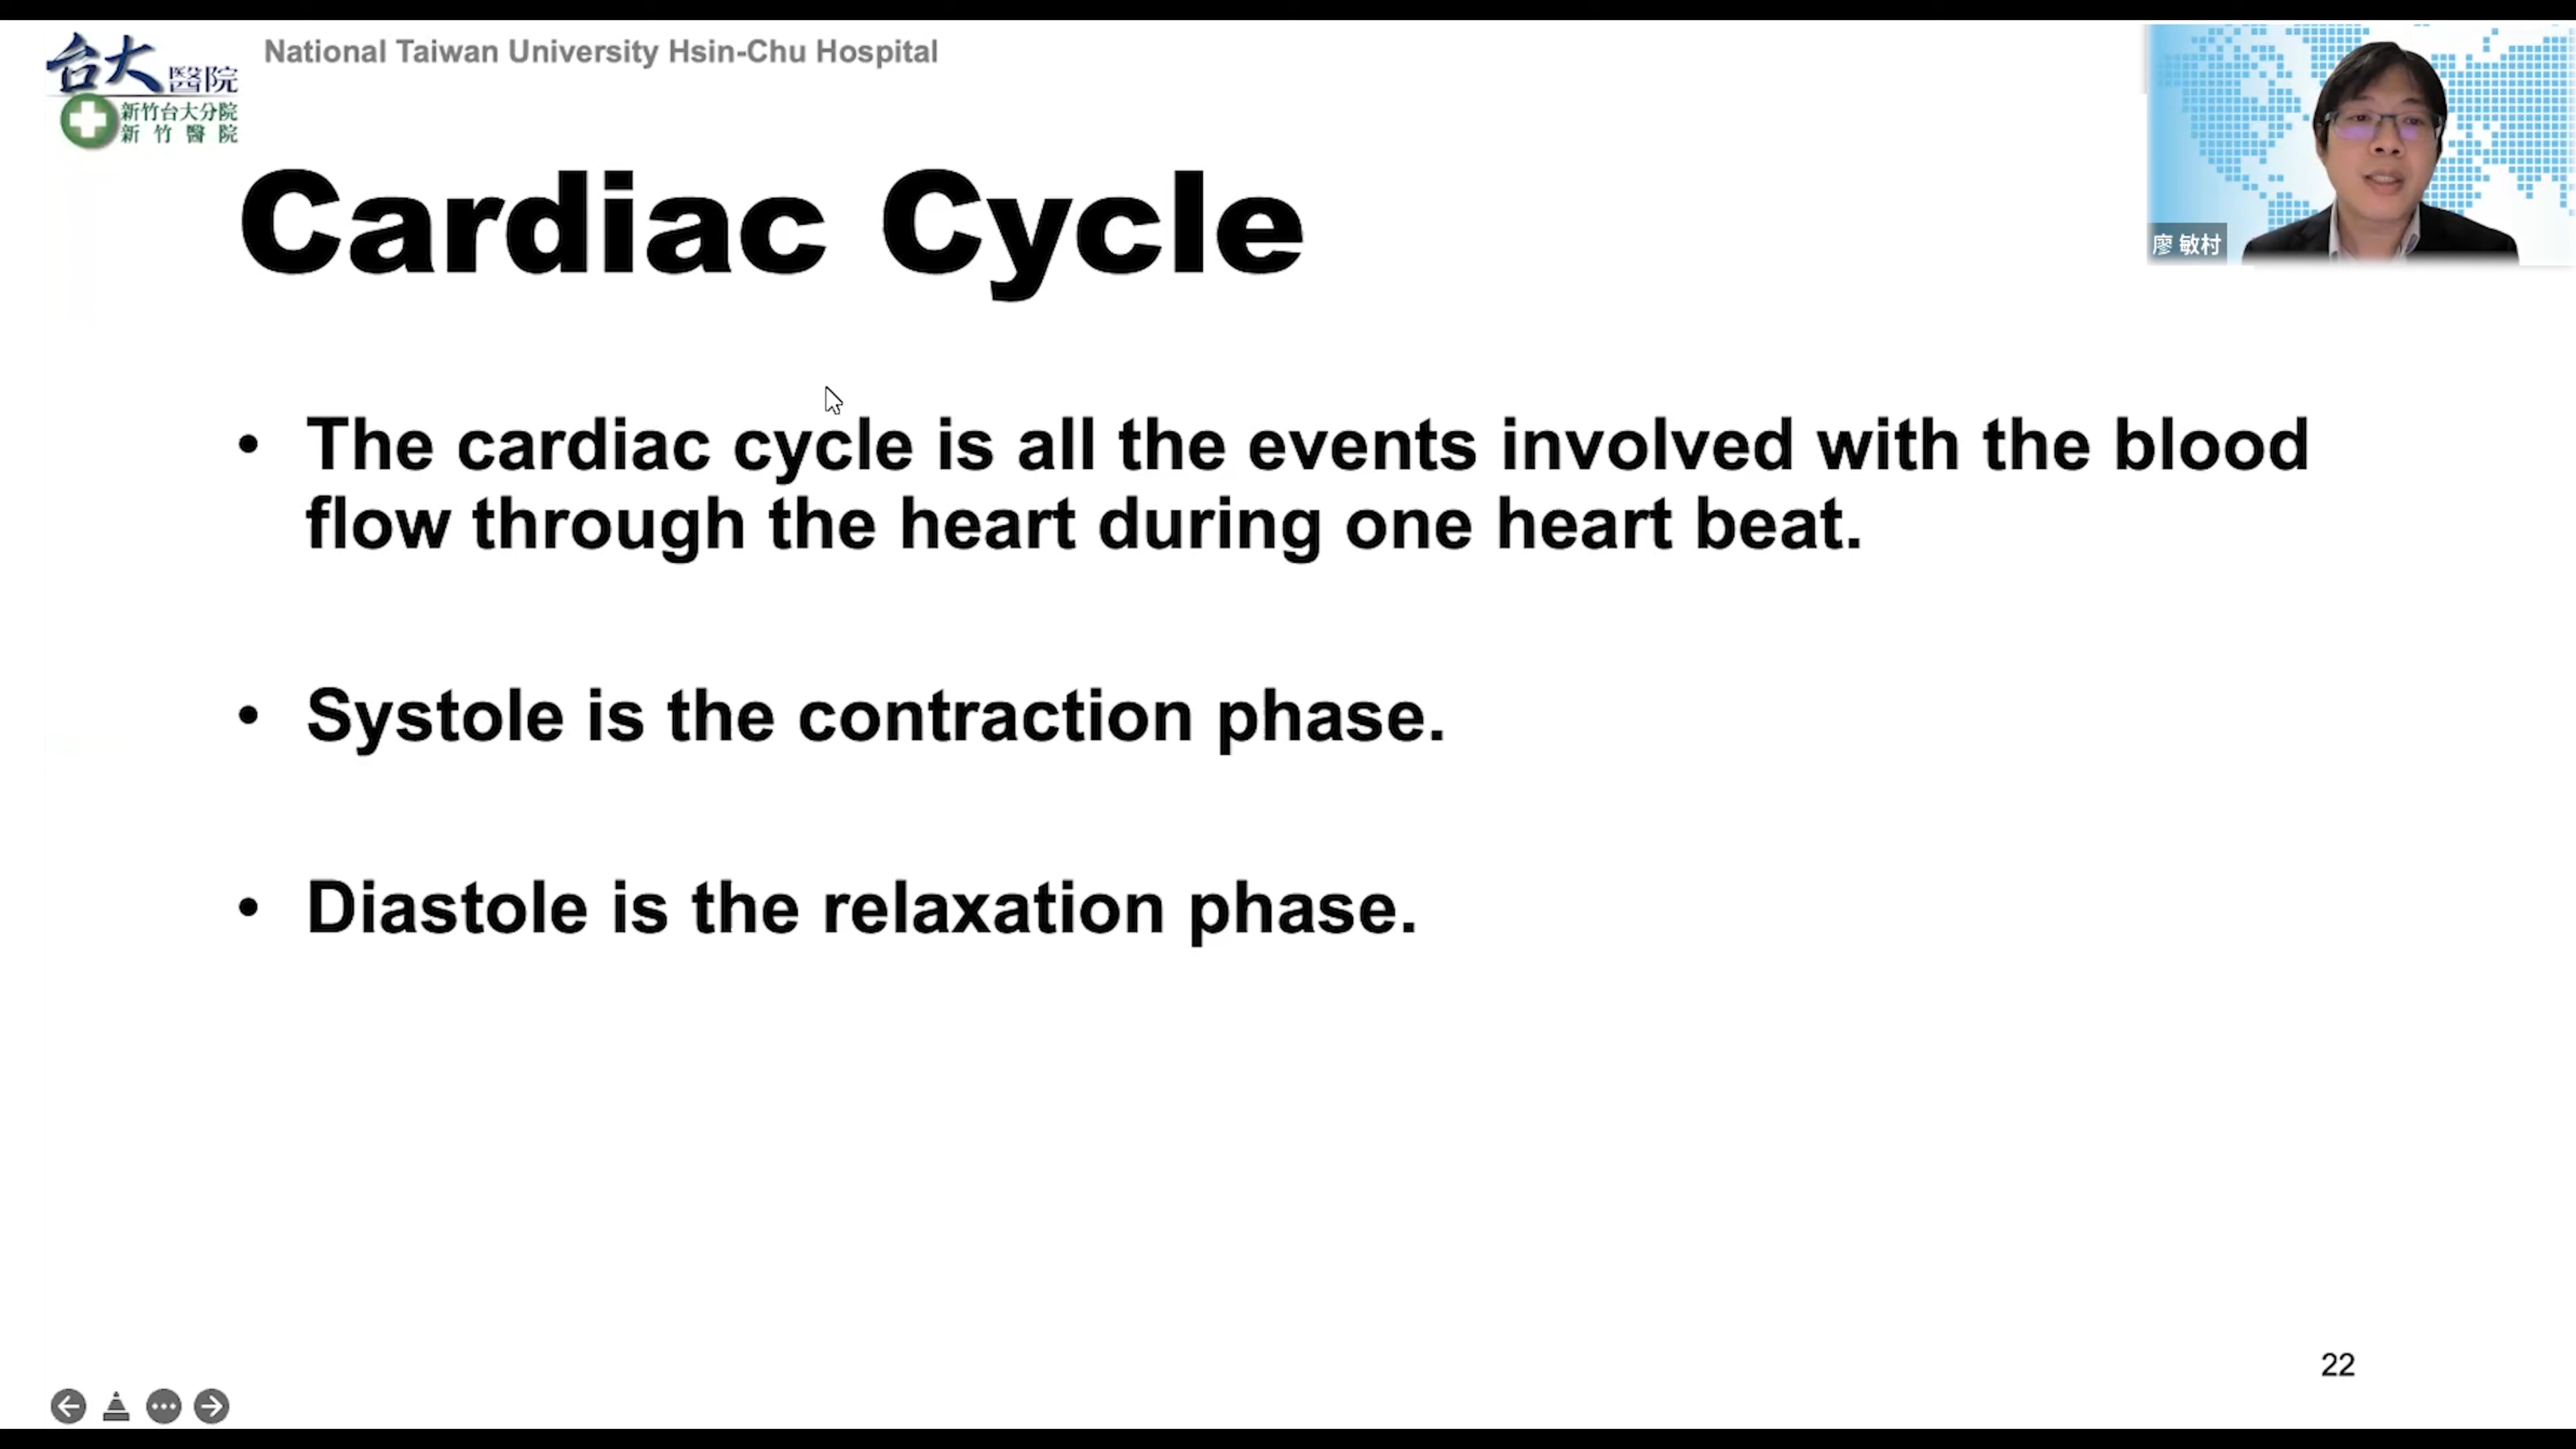 台大醫院
新竹台大分院
新竹醫院
National Taiwan University Hsin-Chu Hospital
廖 敏村
Cardiac Cycle
• The cardiac cycle is all the events involved with the blood
flow through the heart during one heart beat.
• Systole is the contraction phase.
• Diastole is the relaxation phase.
22